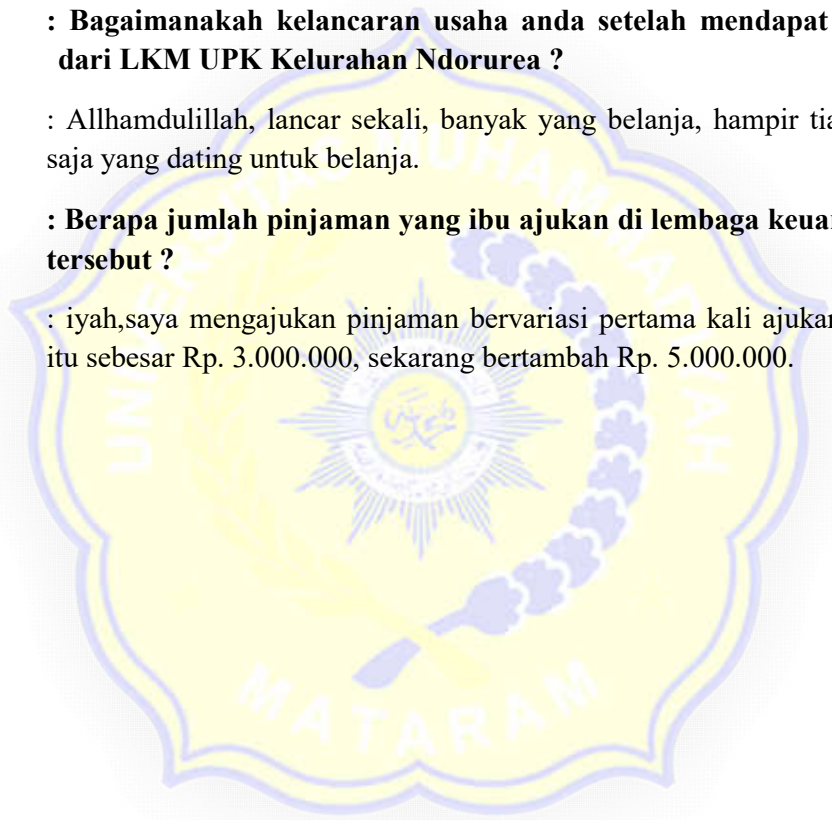 : Bagaimanakah kelancaran usaha anda setelah mendapat
dari LKM UPK Kelurahan Ndorurea ?
: Allhamdulillah, lancar sekali, banyak yang belanja, hampir tia
saja yang dating untuk belanja.
: Berapa jumlah pinjaman yang ibu ajukan di lembaga keua
tersebut ?
: iyah,saya mengajukan pinjaman bervariasi pertama kali ajukan
itu sebesar Rp. 3.000.000, sekarang bertambah Rp. 5.000.000.
UNIVERSITAS MUHAMMADIYAH
MATARAM